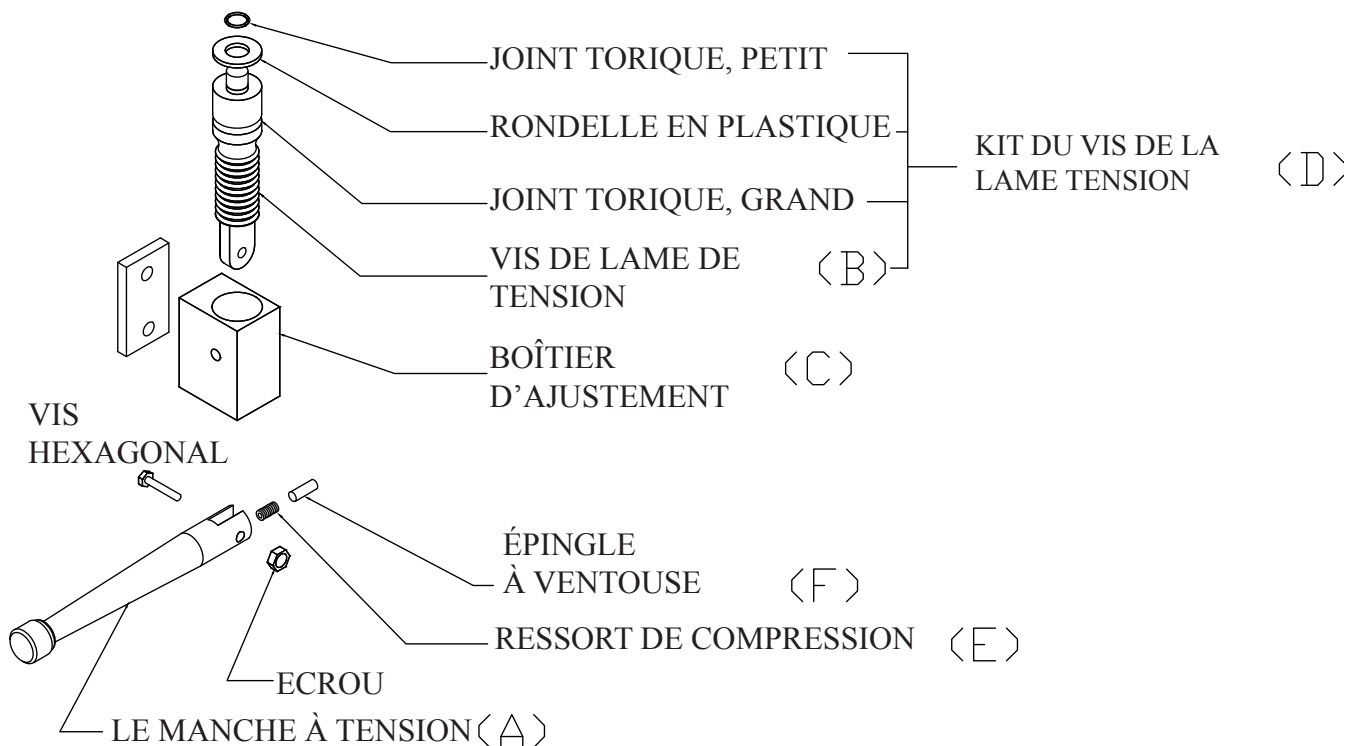 JOINT TORIQUE, PETIT
RONDELLE EN PLASTIQUE
KIT DU VIS DE LA
LAME TENSION (D)
JOINT TORIQUE, GRAND
VIS DE LAME DE
TENSION (B)
BOÎTIER
D’AJUSTEMENT (C)
VIS
HEXAGONAL
ÉPINGLE
À VENTOUSE (F)
RESSORT DE COMPRESSION (E)
ECROU
LE MANCHE À TENSION (A)